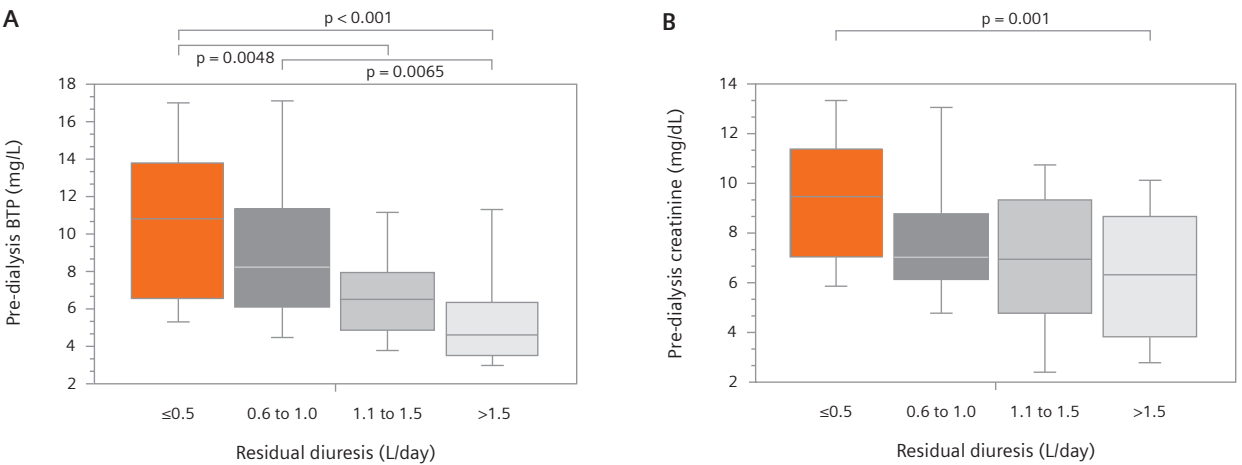 A
p < 0.001
p = 0.0048
p = 0.0065
18
16
14
12
10
8
6
4
2
Pre-dialysis BTP (mg/L)
≤0.5 0.6 to 1.0 1.1 to 1.5 >1.5
Residual diuresis (L/day)
B
p = 0.001
14
12
10
8
6
4
2
Pre-dialysis creatinine (mg/dL)
≤0.5 0.6 to 1.0 1.1 to 1.5 >1.5
Residual diuresis (L/day)